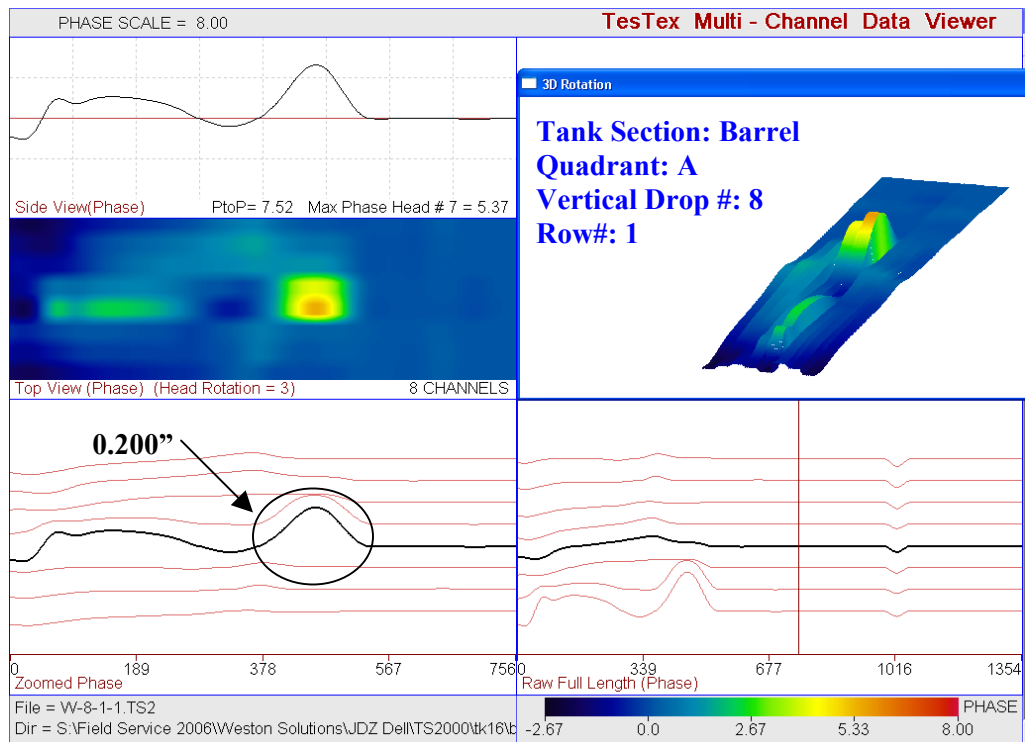 PHASE SCALE = 8.00
TesTex Multi - Channel Data Viewer
3D Rotation
Tank Section: Barrel
Quadrant: A
Vertical Drop #: 8
Row#: 1
Side View(Phase) PtoP= 7.52 Max Phase Head # 7 = 5.37
Top View (Phase) (Head Rotation = 3) 8 CHANNELS
0.200”
0 189 378 567 756
Zoomed Phase
0 339 677 1016 1354
Raw Full Length (Phase)
File = W-8-1-1.TS2
Dir = S:\Field Service 2006\Weston Solutions\JDZ Dell\TS2000\tk16\b
PHASE
-2.67 0.0 2.67 5.33 8.00